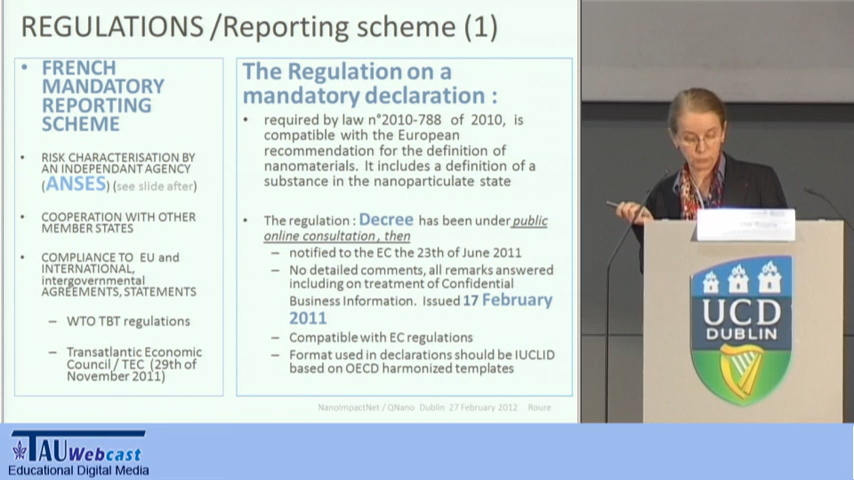 REGULATIONS /Reporting scheme (1)
• FRENCH
MANDATORY
REPORTING
SCHEME
• RISK CHARACTERISATION BY
AN INDEPENDANT AGENCY
(ANSES) (see slide after)
• COOPERATION WITH OTHER
MEMBER STATES
• COMPLIANCE TO EU and
INTERNATIONAL,
intergovernmental
AGREEMENTS, STATEMENTS
– WTO TBT regulations
– Transatlantic Economic
Council / TEC (29th of
November 2011)
The Regulation on a
mandatory declaration :
• required by law n°2010-788 of 2010, is
compatible with the European
recommendation for the definition of
nanomaterials. It includes a definition of a
substance in the nanoparticulate state
• The regulation : Decree has been under public
online consultation , then
– notified to the EC the 23th of June 2011
– No detailed comments, all remarks answered
including on treatment of Confidential
Business Information. Issued 17 February
2011
– Compatible with EC regulations
– Format used in declarations should be IUCLID
based on OECD harmonized templates
NanoImpactNet / QNano Dublin 27 February 2012 Roure
UCD
DUBLIN
TAU Webcast
Educational Digital Media